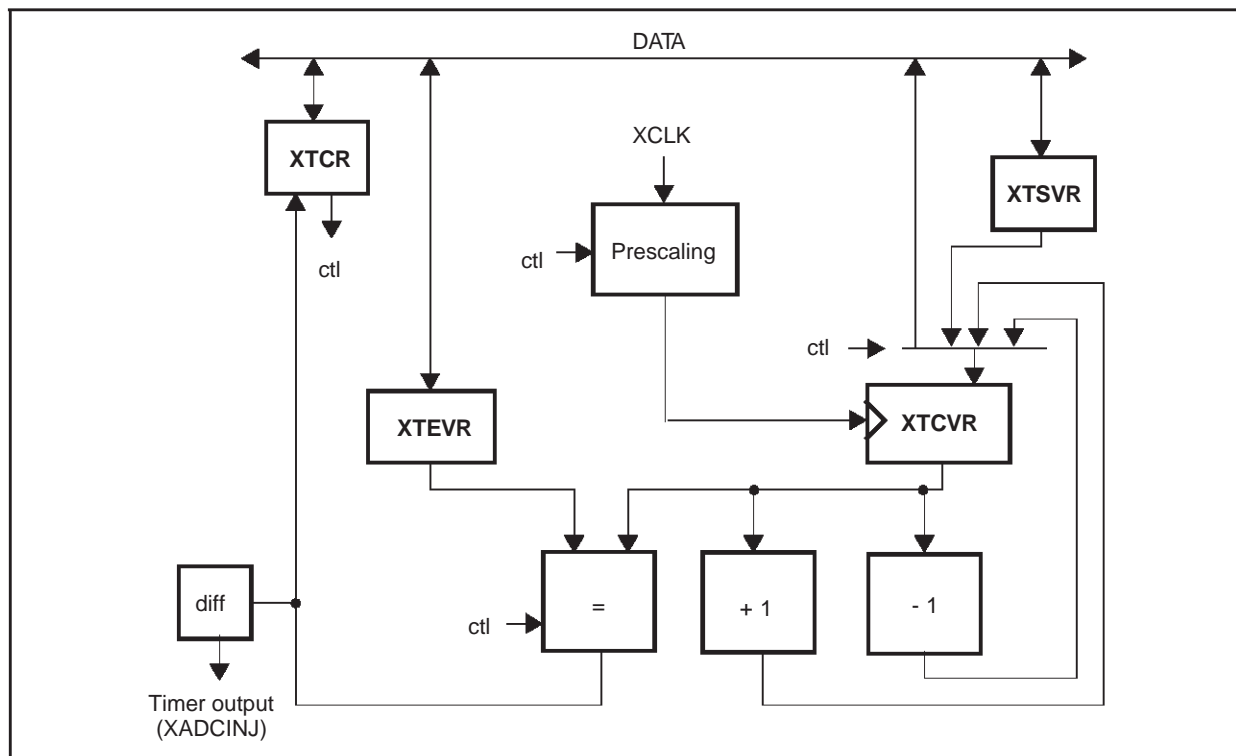 DATA
XTCR
XCLK
XTSVR
ctl
Prescaling
ctl
ctl
XTEVR
XTCVR
diff
=
+ 1
- 1
ctl
Timer output
(XADCINJ)